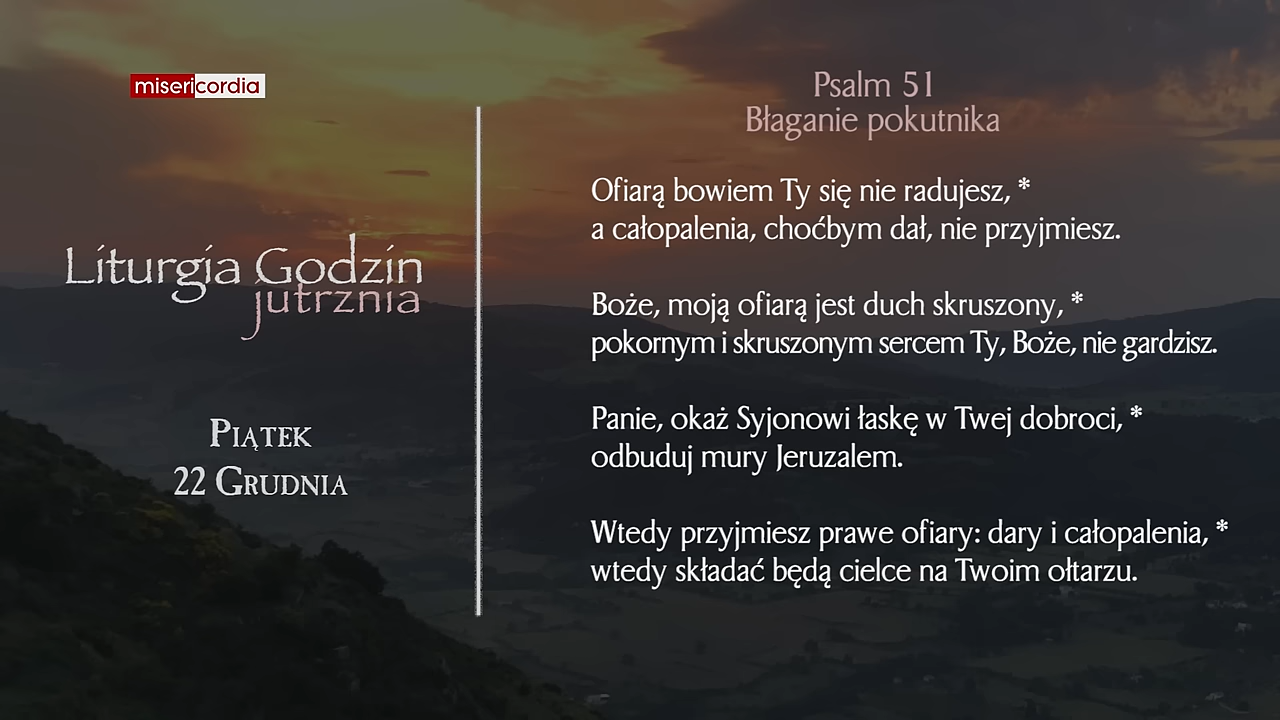 misericordia
Liturgia Godzin
jutrznia
Piątek
22 Grudnia
Psalm 51
Błaganie pokutnika
Ofiarą bowiem Ty się nie radujesz, *
a całopalenia, choćbym dał, nie przyjmiesz.
Boże, moją ofiarą jest duch skruszony, *
pokornym i skruszonym sercem Ty, Boże, nie gardzisz.
Panie, okaż Syjonowi łaskę w Twej dobroci, *
odbuduj mury Jeruzalem.
Wtedy przyjmiesz prawe ofiary: dary i całopalenia, *
wtedy składać będą cielce na Twoim ołtarzu.